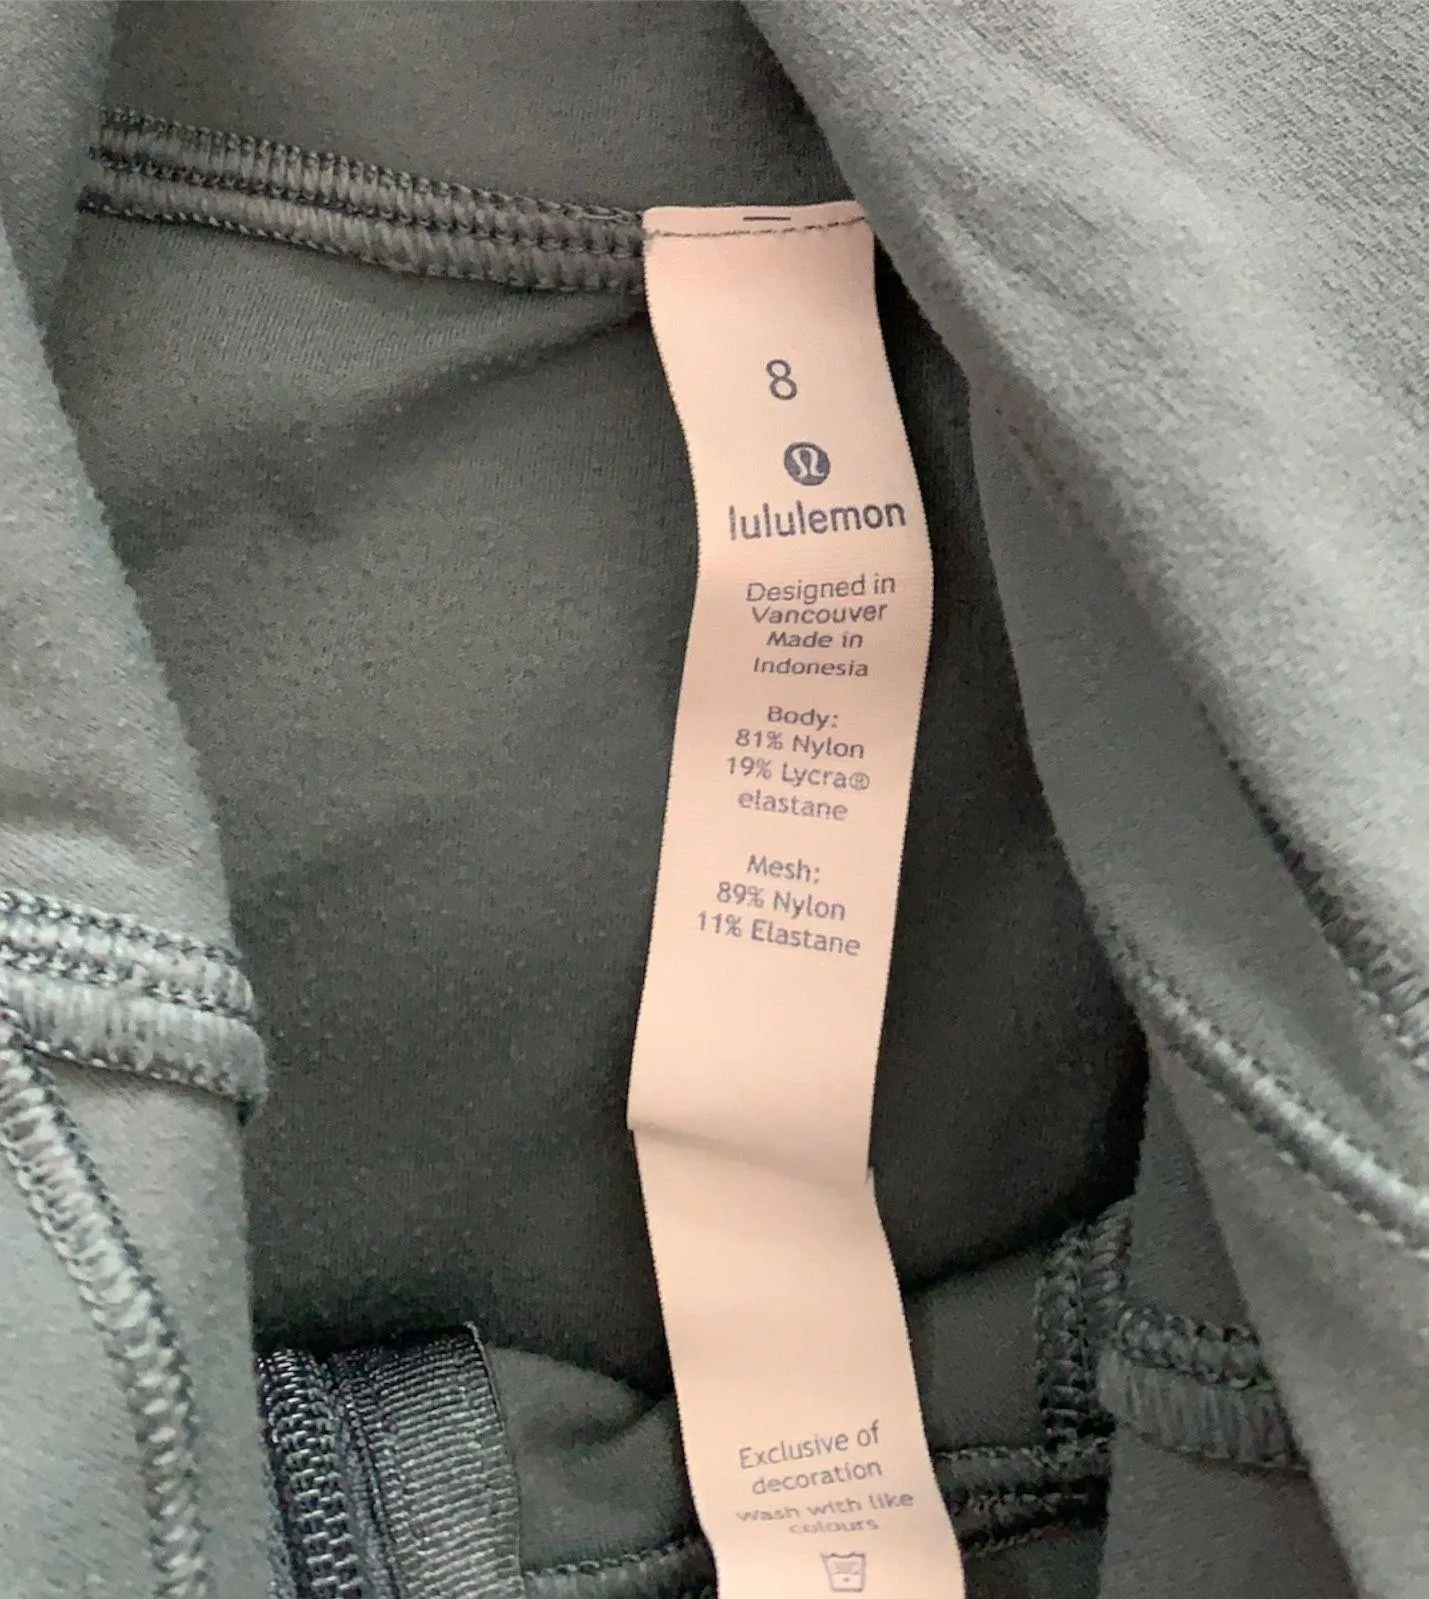 8
lululemon
Designed in
Vancouver
Made in
Indonesia
Body:
81% Nylon
19% Lycra®
elastane
Mesh:
89% Nylon
11% Elastane
Exclusive of
decoration
Wash with like
colours